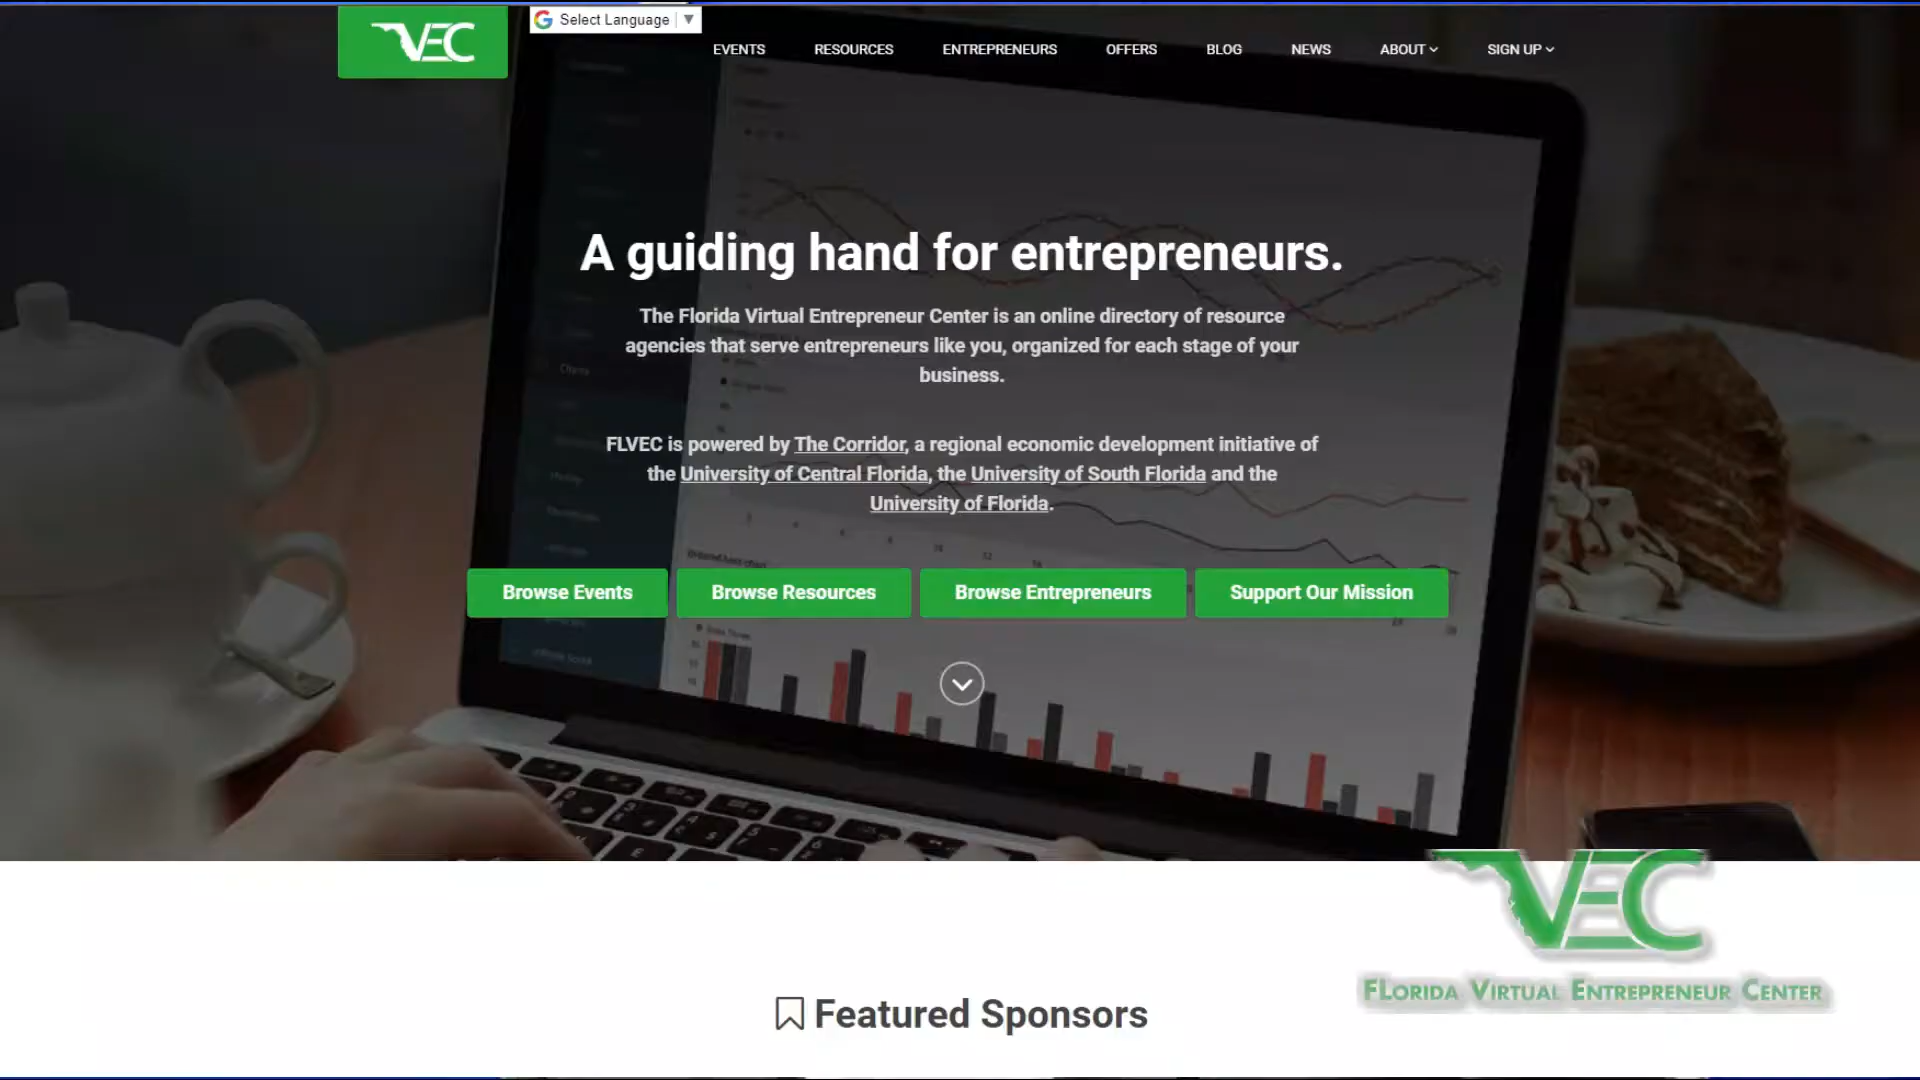 VEC
Select Language ▼
EVENTS
RESOURCES
ENTREPRENEURS
OFFERS
BLOG
NEWS
ABOUT
SIGN UP
A guiding hand for entrepreneurs.
The Florida Virtual Entrepreneur Center is an online directory of resource
agencies that serve entrepreneurs like you, organized for each stage of your
business.
FLVEC is powered by The Corridor, a regional economic development initiative of
the University of Central Florida, the University of South Florida and the
University of Florida.
Browse Events
Browse Resources
Browse Entrepreneurs
Support Our Mission
VEC
FLORIDA VIRTUAL ENTREPRENEUR CENTER
Featured Sponsors